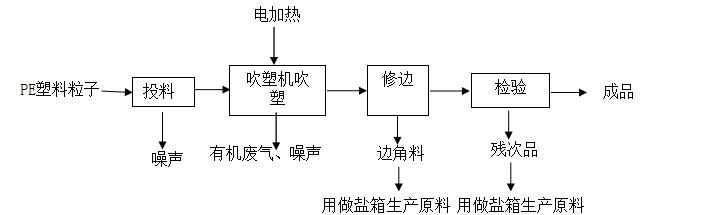 电加热
PE塑料粒子
投料
吹塑机吹
塑
修边
检验
成品
噪声
有机废气、噪声
边角料
残次品
用做盐箱生产原料
用做盐箱生产原料